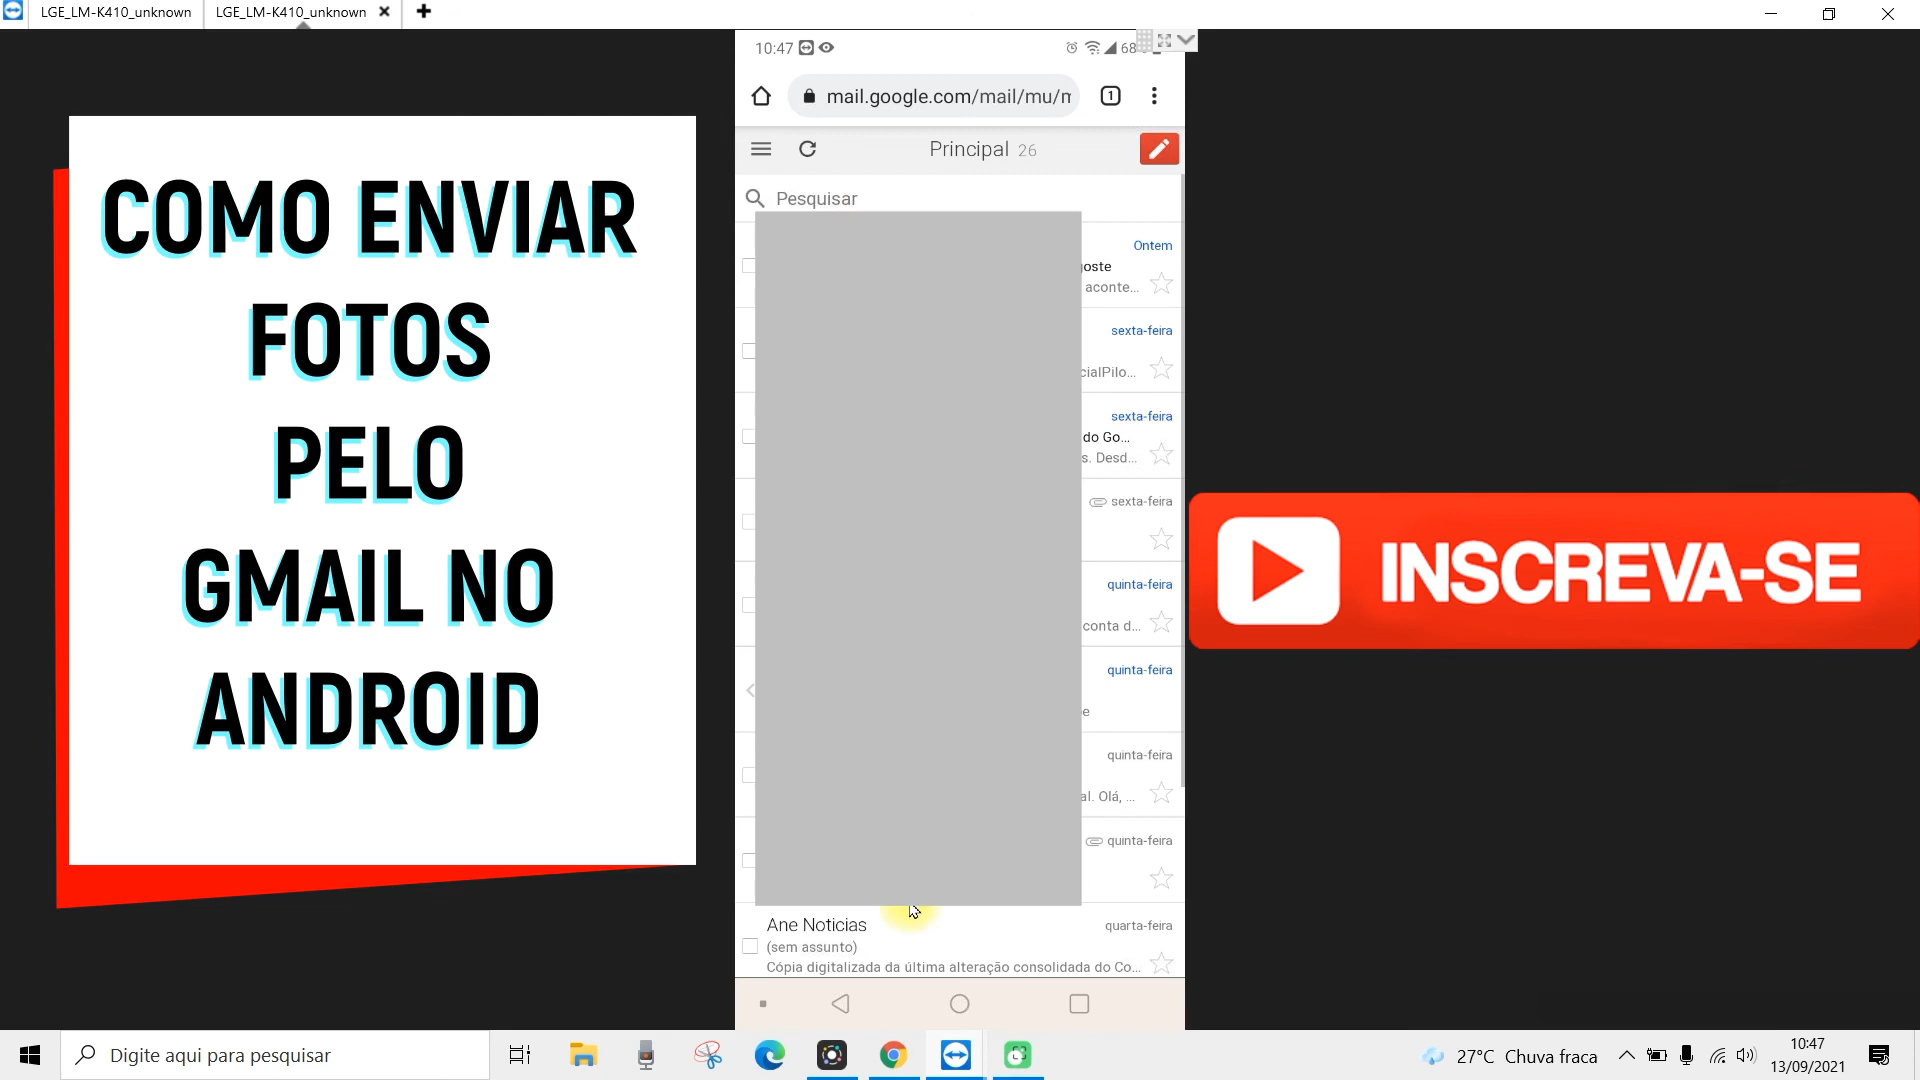 LGE_LM-K410_unknown
LGE_LM-K410_unknown
10:47
68
mail.google.com/mail/mu/m
1
Principal 26
Pesquisar
COMO ENVIAR
FOTOS
PELO
GMAIL NO
ANDROID
Ontem
oste
aconte...
sexta-feira
cialPilo...
sexta-feira
do Go...
s. Desd...
sexta-feira
quinta-feira
conta d...
quinta-feira
e
quinta-feira
al. Olá, ...
quinta-feira
Ane Noticias
quarta-feira
(sem assunto)
Cópia digitalizada da última alteração consolidada do Co...
INSCREVA-SE
Digite aqui para pesquisar
27°C Chuva fraca
10:47
13/09/2021